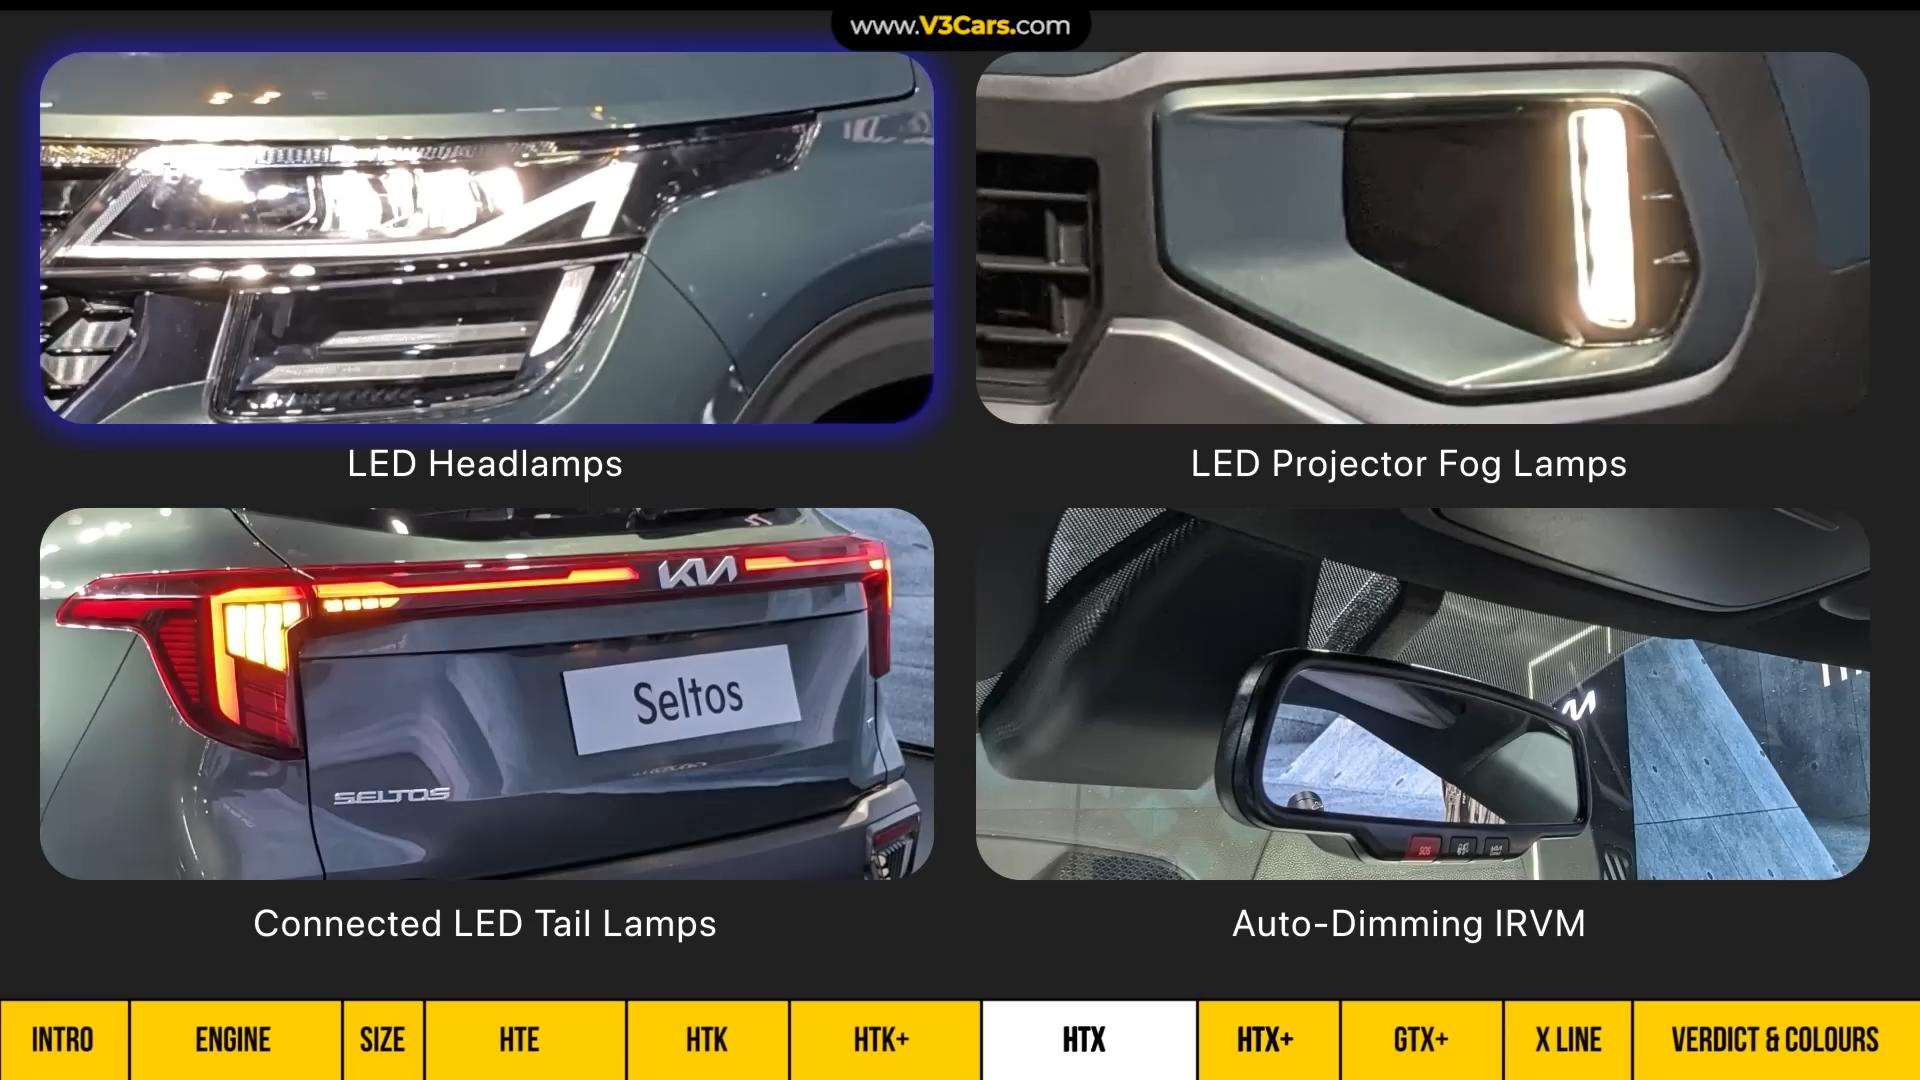 www.V3Cars.com
LED Headlamps
LED Projector Fog Lamps
KIA
Seltos
SELTOS
SOS
Connected LED Tail Lamps
Auto-Dimming IRVM
INTRO
ENGINE
SIZE
HTE
HTK
HTK+
HTX
HTX+
GTX+
X LINE
VERDICT & COLOURS